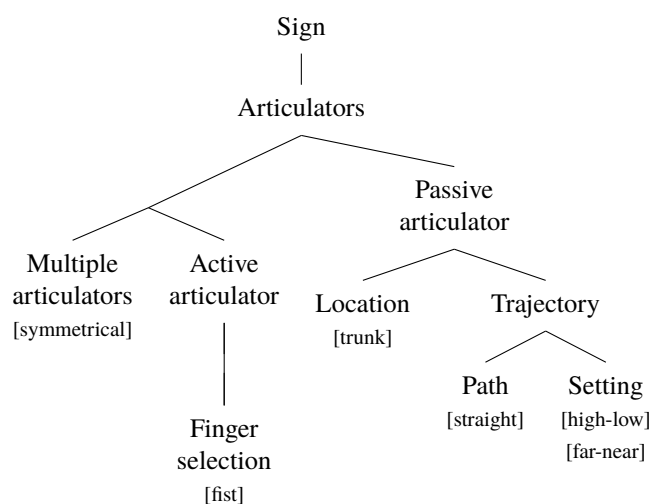 Sign
Articulators
Passive
articulator
Multiple
articulators
[symmetrical]
Active
articulator
Finger
selection
[fist]
Location
[trunk]
Trajectory
Path
[straight]
Setting
[high-low]
[far-near]